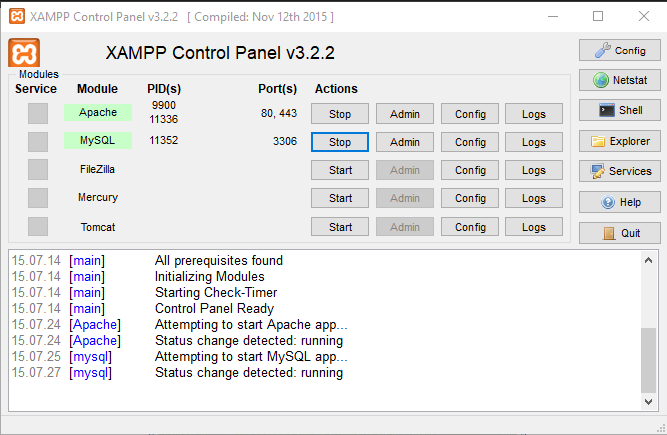 XAMPP Control Panel v3.2.2 [ Compiled: Nov 12th 2015 ]
XAMPP Control Panel v3.2.2
Config
Modules
Service Module PID(s) Port(s) Actions
Netstat
Apache 9900 11336 80, 443 Stop Admin Config Logs
Shell
MySQL 11352 3306 Stop Admin Config Logs
Explorer
FileZilla Start Admin Config Logs
Services
Mercury Start Admin Config Logs
Help
Tomcat Start Admin Config Logs
Quit
15.07.14 [main] All prerequisites found
15.07.14 [main] Initializing Modules
15.07.14 [main] Starting Check-Timer
15.07.14 [main] Control Panel Ready
15.07.24 [Apache] Attempting to start Apache app...
15.07.24 [Apache] Status change detected: running
15.07.25 [mysql] Attempting to start MySQL app...
15.07.27 [mysql] Status change detected: running